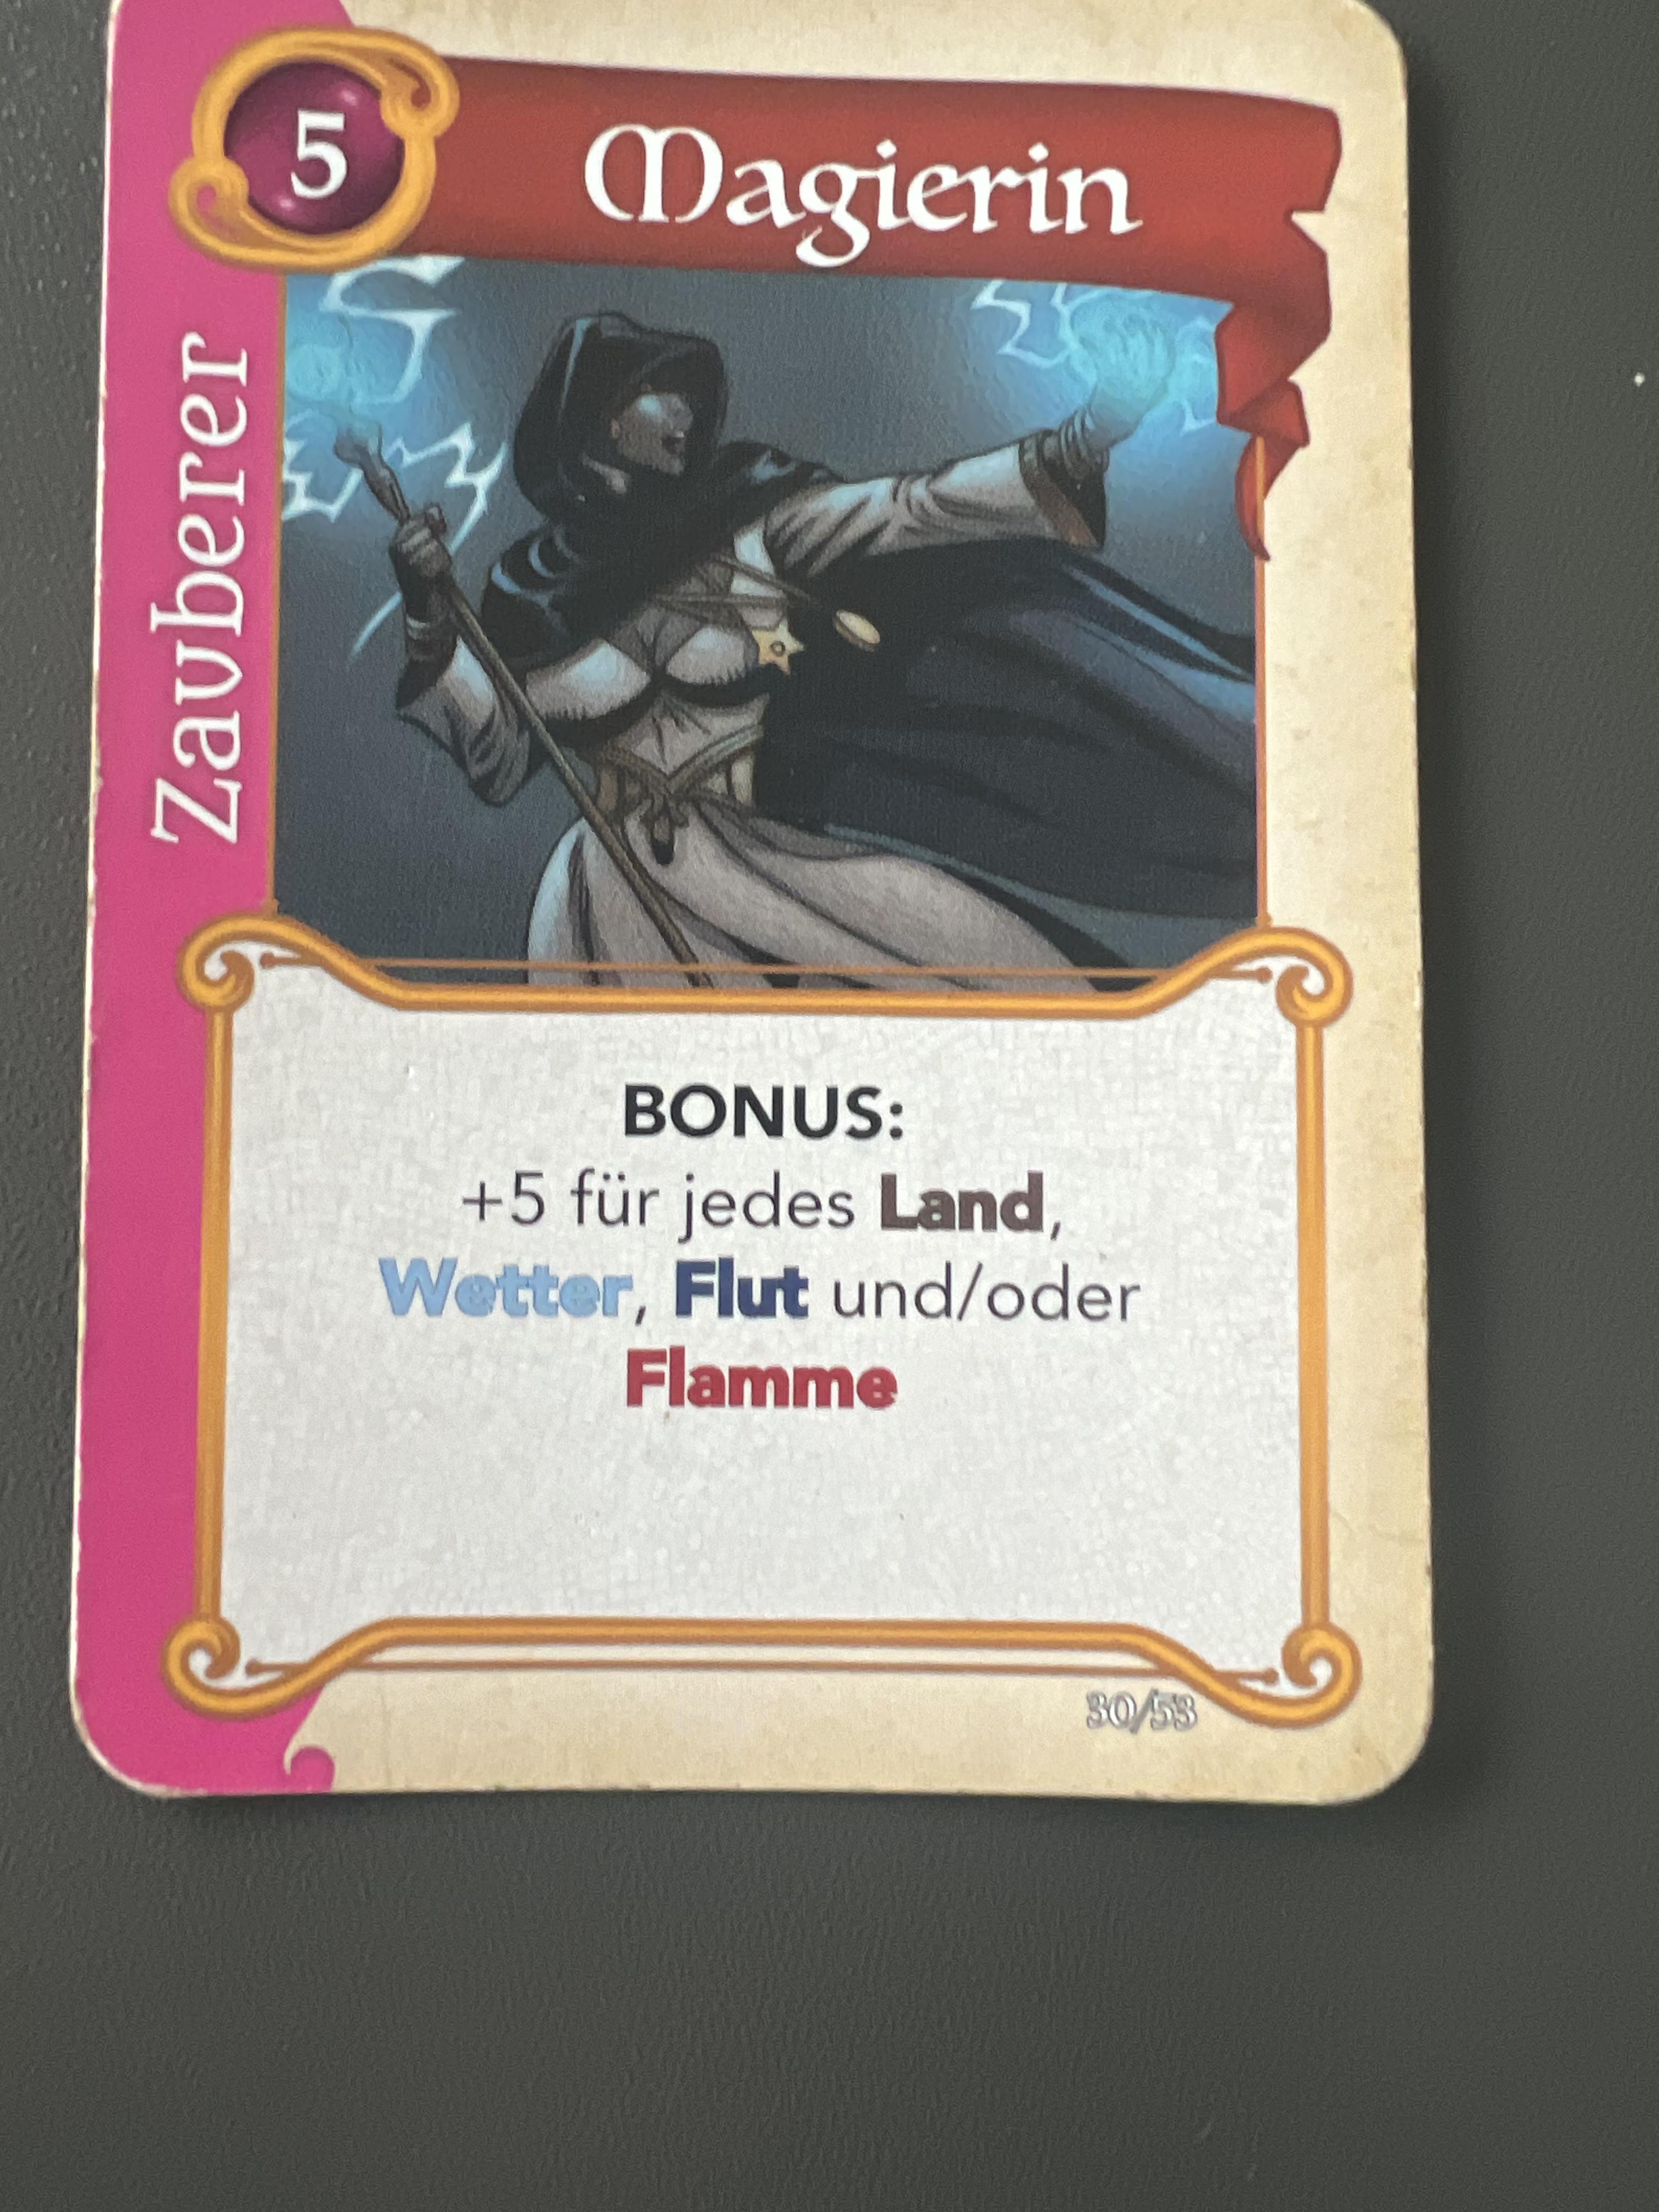 5
Magierin
Zauberer
BONUS:
+5 für jedes Land,
Wetter, Flut und/oder
Flamme
30/53